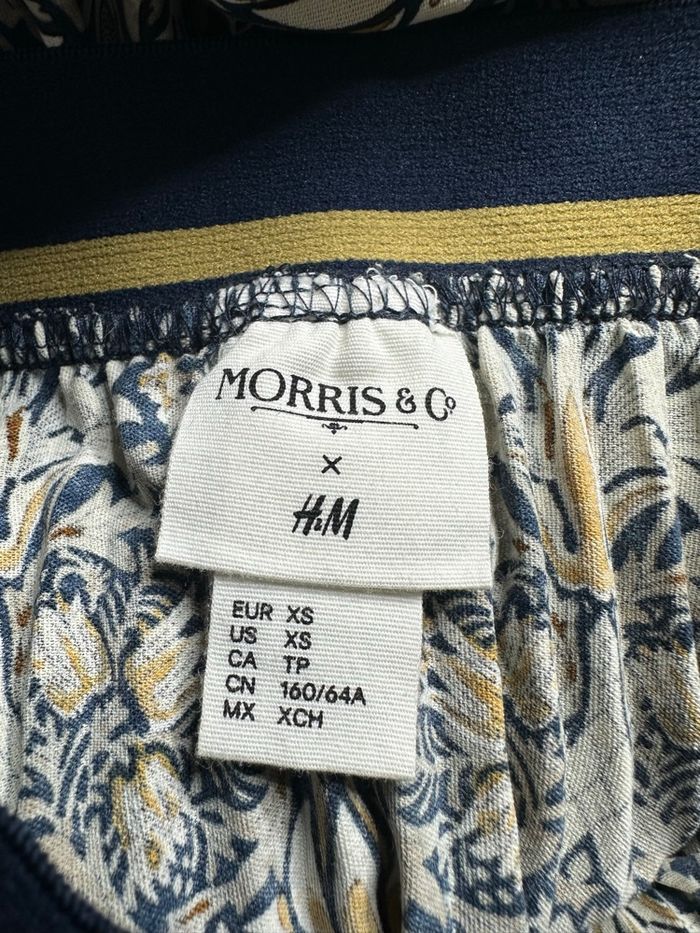 MORRIS & Co
×
H&M
EUR XS
US XS
CA TP
CN 160/64A
MX XCH